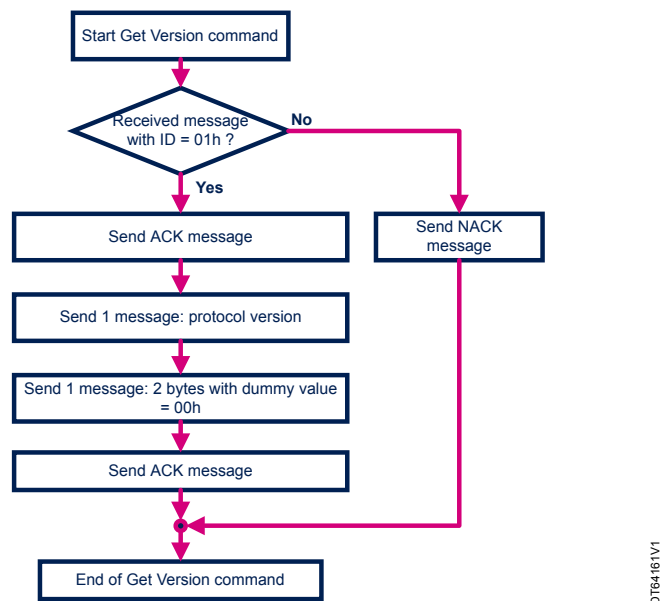 Start Get Version command
Received message
with ID = 01h ?
No
Yes
Send ACK message
Send NACK
message
Send 1 message: protocol version
Send 1 message: 2 bytes with dummy value
= 00h
Send ACK message
End of Get Version command
DT64161V1